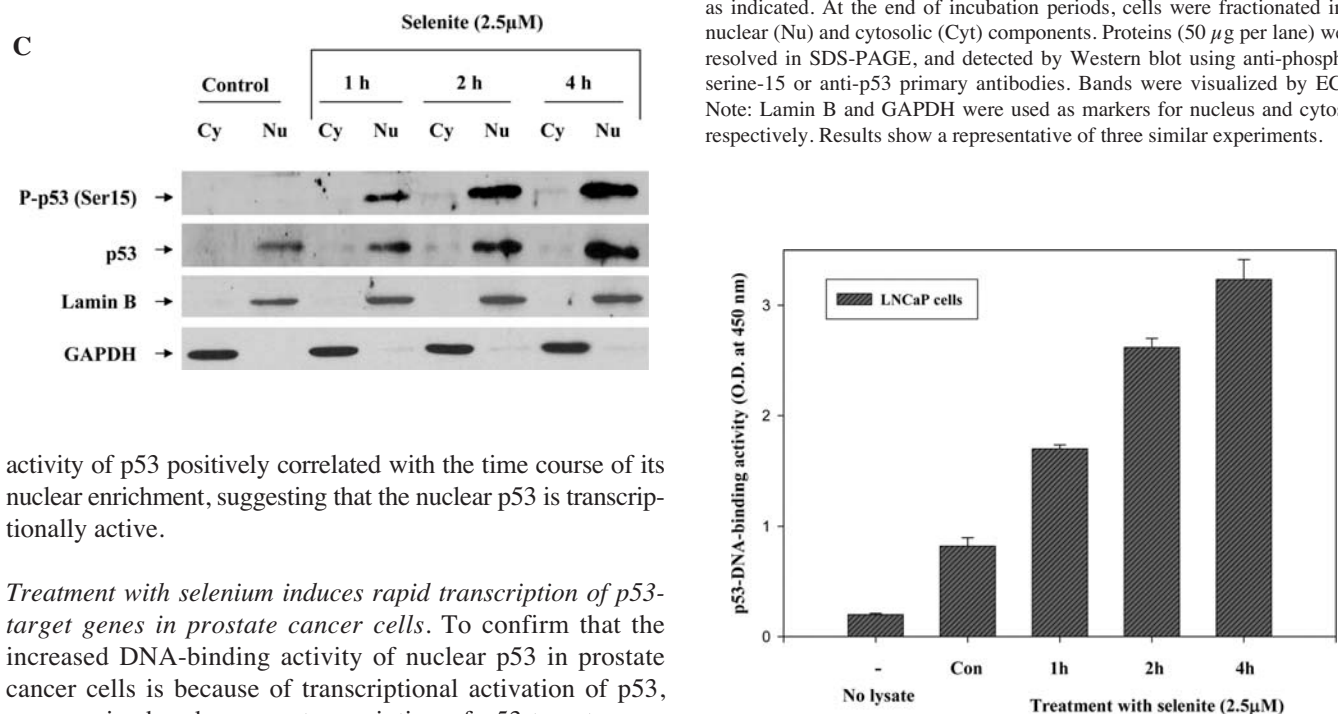 C
Selenite (2.5µM)
Control 1 h 2 h 4 h
Cy Nu Cy Nu Cy Nu Cy Nu
P-p53 (Ser15)
p53
Lamin B
GAPDH
activity of p53 positively correlated with the time course of its
nuclear enrichment, suggesting that the nuclear p53 is transcrip-
tionally active.
Treatment with selenium induces rapid transcription of p53-
target genes in prostate cancer cells. To confirm that the
increased DNA-binding activity of nuclear p53 in prostate
cancer cells is because of transcriptional activation of p53,
as indicated. At the end of incubation periods, cells were fractionated in
nuclear (Nu) and cytosolic (Cyt) components. Proteins (50 µg per lane) we
resolved in SDS-PAGE, and detected by Western blot using anti-phosph
serine-15 or anti-p53 primary antibodies. Bands were visualized by EC
Note: Lamin B and GAPDH were used as markers for nucleus and cytos
respectively. Results show a representative of three similar experiments.
p53-DNA-binding activity (O.D. at 450 nm)
3
2
1
0
LNCaP cells
- Con 1h 2h 4h
No lysate Treatment with selenite (2.5µM)